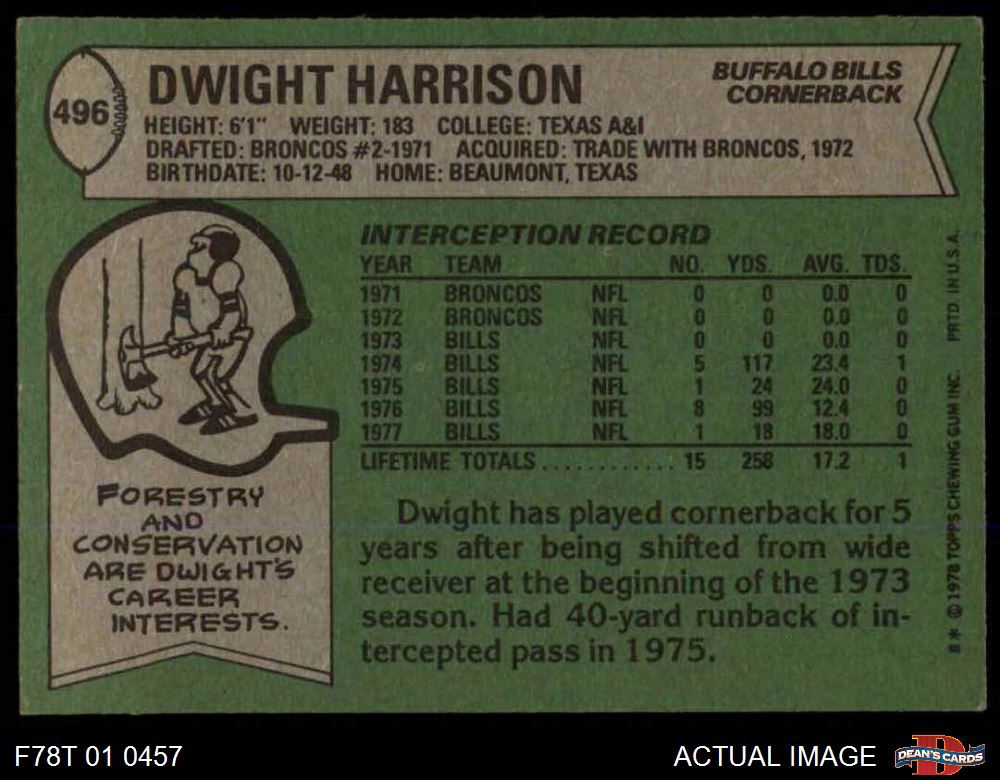 496
DWIGHT HARRISON
BUFFALO BILLS
CORNERBACK
HEIGHT: 6'1" WEIGHT: 183 COLLEGE: TEXAS A&I
DRAFTED: BRONCOS #2-1971 ACQUIRED: TRADE WITH BRONCOS, 1972
BIRTHDATE: 10-12-48 HOME: BEAUMONT, TEXAS
INTERCEPTION RECORD
YEAR TEAM NO. YDS. AVG. TDS.
1971 BRONCOS NFL 0 0 0.0 0
1972 BRONCOS NFL 0 0 0.0 0
1973 BILLS NFL 0 0 0.0 0
1974 BILLS NFL 5 117 23.4 1
1975 BILLS NFL 1 24 24.0 0
1976 BILLS NFL 8 99 12.4 0
1977 BILLS NFL 1 18 18.0 0
LIFETIME TOTALS............ 15 258 17.2 1
FORESTRY
AND
CONSERVATION
ARE DWIGHT'S
CAREER
INTERESTS.
Dwight has played cornerback for 5
years after being shifted from wide
receiver at the beginning of the 1973
season. Had 40-yard runback of in-
tercepted pass in 1975.
B* © 1978 TOPPS CHEWING GUM INC. PRTD IN U.S.A.
F78T 01 0457
ACTUAL IMAGE
D
DEAN'S CARDS